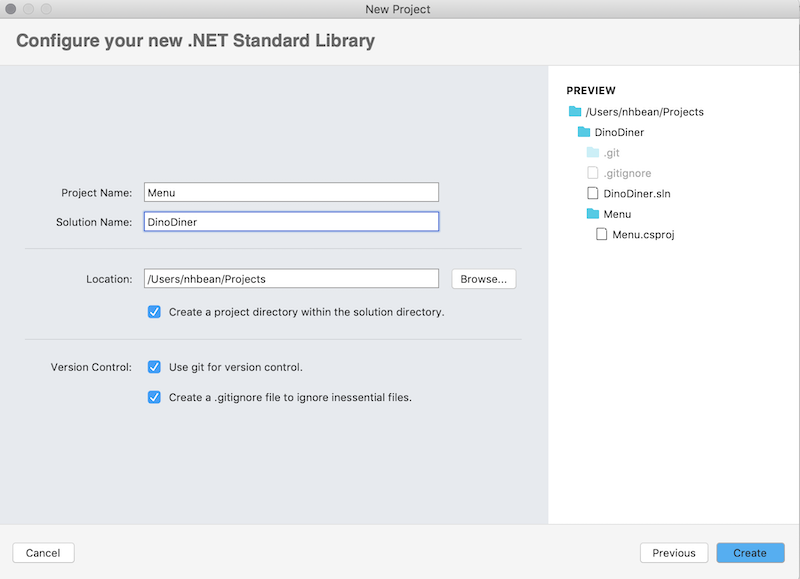 New Project
Configure your new .NET Standard Library
Project Name: Menu
Solution Name: DinoDiner
Location: /Users/nhbean/Projects Browse...
Create a project directory within the solution directory.
Version Control: Use git for version control.
Create a .gitignore file to ignore inessential files.
PREVIEW
/Users/nhbean/Projects
DinoDiner
.git
.gitignore
DinoDiner.sln
Menu
Menu.csproj
Cancel Previous Create